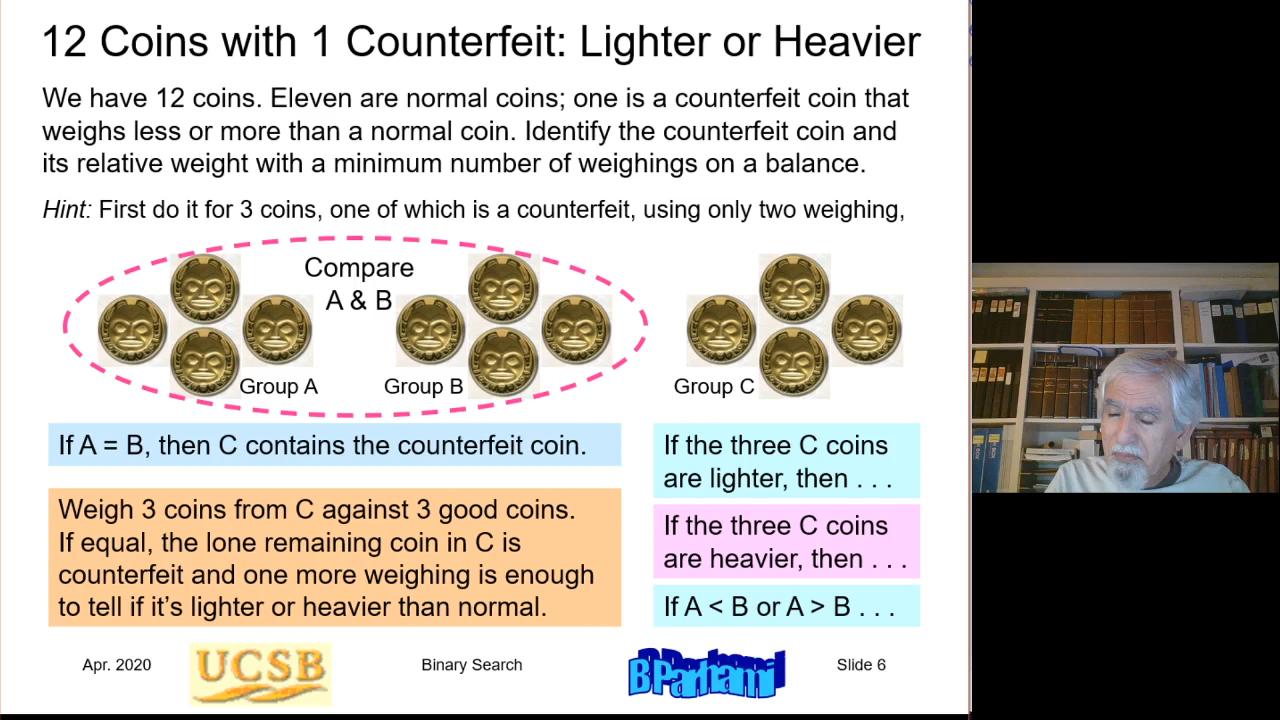 12 Coins with 1 Counterfeit: Lighter or Heavier
We have 12 coins. Eleven are normal coins; one is a counterfeit coin that
weighs less or more than a normal coin. Identify the counterfeit coin and
its relative weight with a minimum number of weighings on a balance.
Hint: First do it for 3 coins, one of which is a counterfeit, using only two weighing,
Compare
A & B
Group A
Group B
Group C
If A = B, then C contains the counterfeit coin.
Weigh 3 coins from C against 3 good coins.
If equal, the lone remaining coin in C is
counterfeit and one more weighing is enough
to tell if it’s lighter or heavier than normal.
If the three C coins
are lighter, then . . .
If the three C coins
are heavier, then . . .
If A < B or A > B . . .
Apr. 2020
UCSB
Binary Search
B Parhami
Slide 6